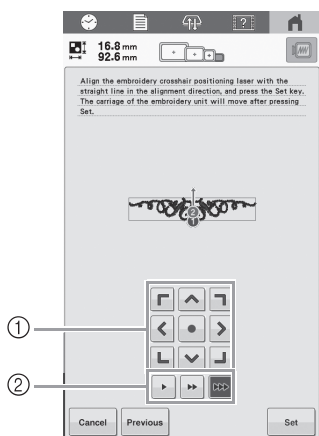 16.8 mm
92.6 mm
Align the embroidery crosshair positioning laser with the
straight line in the alignment direction, and press the Set key.
The carriage of the embroidery unit will move after pressing
Set.
2
1
①
②
Cancel Previous Set